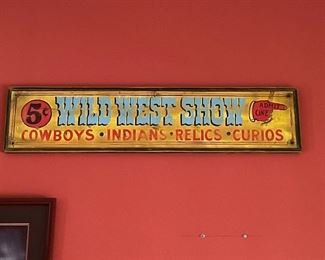 5¢ WILD WEST SHOW ADMIT ONE
COWBOYS • INDIANS • RELICS • CURIOS